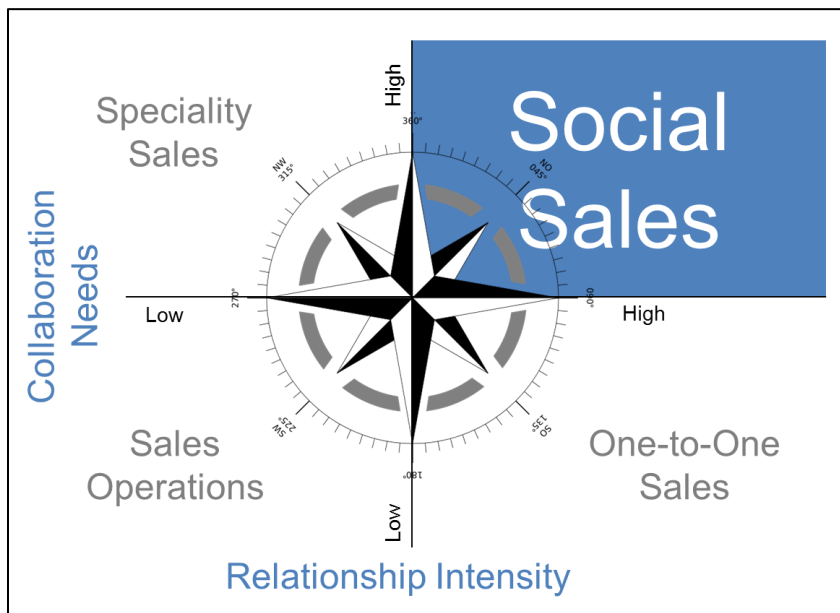 Speciality
Sales
High
360°
Social
Sales
NW
315°
NO
045°
Collaboration
Needs
Low
270°
090°
High
Sales
Operations
SW
225°
SO
135°
One-to-One
Sales
180°
Low
Relationship Intensity